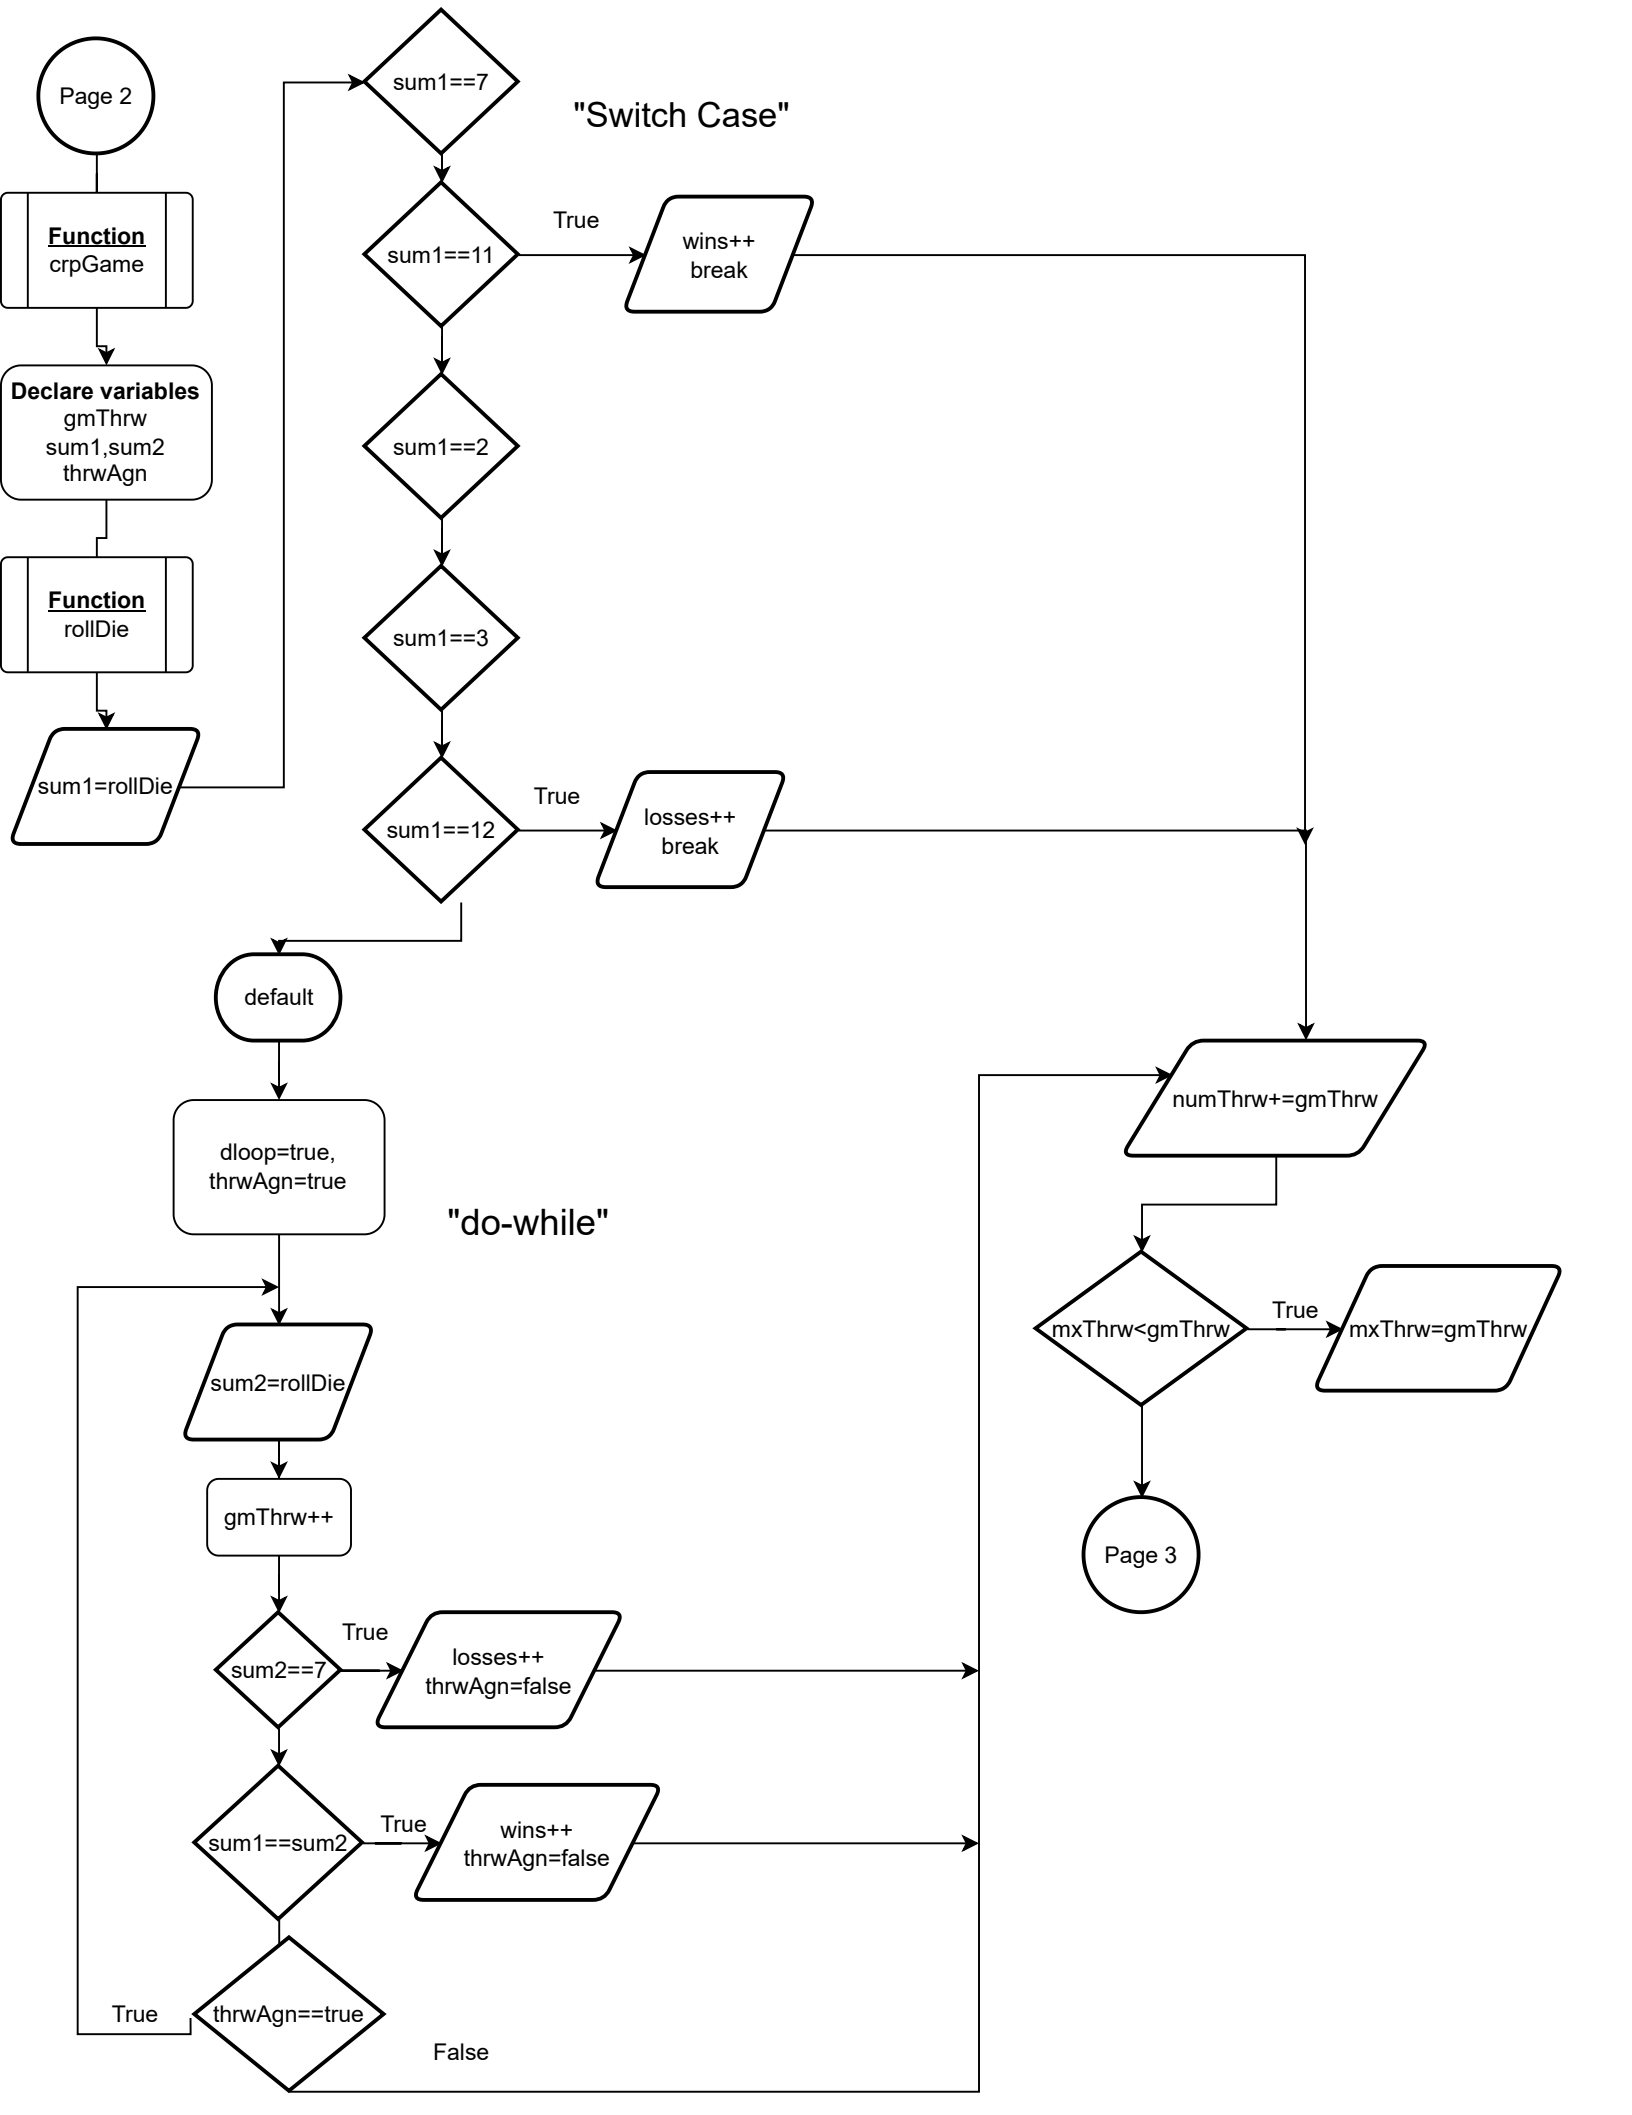 Page 2
Function
crpGame
Declare variables
gmThrw
sum1,sum2
thrwAgn
Function
rollDie
sum1=rollDie
sum1==7
"Switch Case"
sum1==11
True
wins++
break
sum1==2
sum1==3
sum1==12
True
losses++
break
default
dloop=true,
thrwAgn=true
"do-while"
sum2=rollDie
gmThrw++
sum2==7
True
losses++
thrwAgn=false
sum1==sum2
True
wins++
thrwAgn=false
thrwAgn==true
True
False
numThrw+=gmThrw
mxThrw<gmThrw
True
mxThrw=gmThrw
Page 3